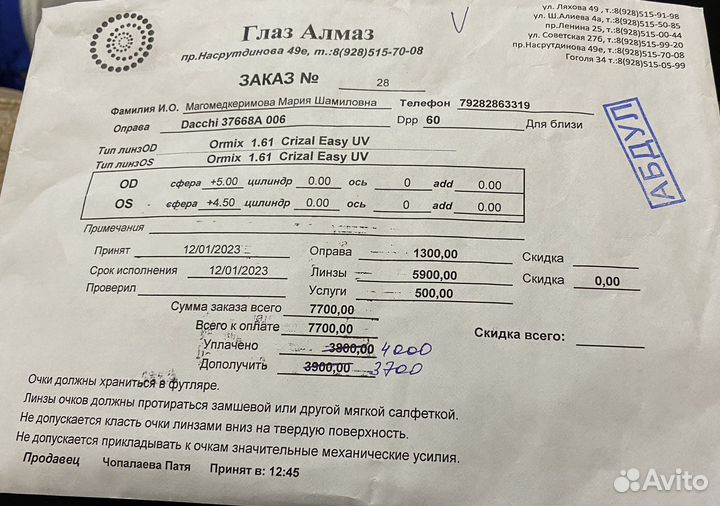 Глаз Алмаз
пр.Насрутдинова 49е, т.:8(928)515-70-08
ул. Ляхова 49 , т.:8(928)515-91-98
ул. Ш.Алиева 4а, т.:8(928)515-50-85
пр.Ленина 25, т.:8(928)515-00-44
ул. Советская 27б, т.:8(928)515-99-20
пр.Насрутдинова 49е, т.:8(928)515-70-08
Гоголя 34 т.:8(928)515-05-99
V
ЗАКАЗ № 28
Фамилия И.О. Магомедкеримова Мария Шамиловна Телефон 79282863319
Оправа Dacchi 37668A 006 Dpp 60 Для близи
Тип линзOD Ormix 1.61 Crizal Easy UV
Тип линзOS Ormix 1.61 Crizal Easy UV
АБДУЛ
OD сфера +5.00 цилиндр 0.00 ось 0 add 0.00
OS сфера +4.50 цилиндр 0.00 ось 0 add 0.00
Примечания
Принят 12/01/2023 Оправа 1300,00 Скидка
Срок исполнения 12/01/2023 Линзы 5900,00 Скидка 0,00
Проверил Услуги 500,00
Сумма заказа всего 7700,00
Всего к оплате 7700,00 Скидка всего:
Уплачено 3800,00 4000
Дополучить 3900,00 3700
Очки должны храниться в футляре.
Линзы очков должны протираться замшевой или другой мягкой салфеткой.
Не допускается класть очки линзами вниз на твердую поверхность.
Не допускается прикладывать к очкам значительные механические усилия.
Продавец Чопалаева Патя Принят в: 12:45
Avito